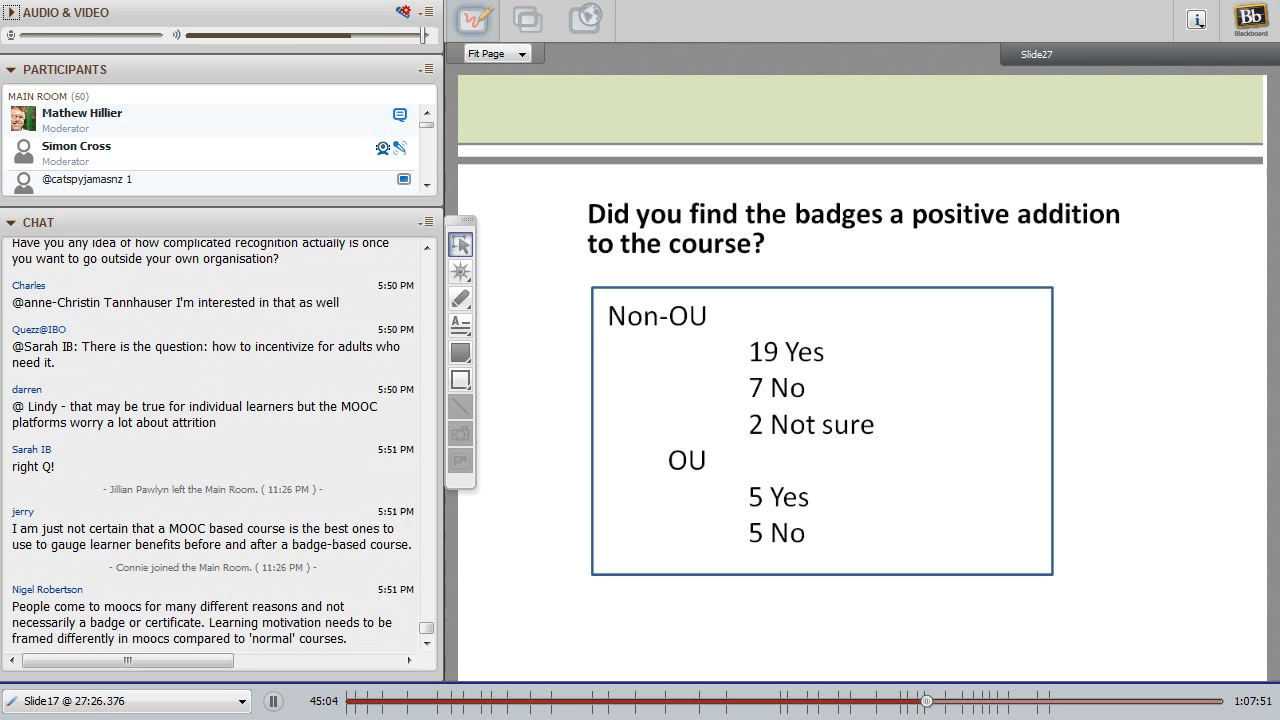 AUDIO & VIDEO
PARTICIPANTS
MAIN ROOM (60)
Mathew Hillier
Moderator
Simon Cross
Moderator
@catspyjamasnz 1
CHAT
Have you any idea of how complicated recognition actually is once
you vent to go outside your own organisation?
Charles 5:50 PM
@anne-Christin Tannhauser I'm interested in that as well
Quez@IBO 5:50 PM
@Sarah IB: There is the question: how to incentivize for adults who
need it.
darren 5:50 PM
@ Lindy - that may be true for individual learners but the MOOC
platforms worry a lot about attrition
Sarah IB 5:51 PM
right Q!
- Jillian Pawlyn left the Main Room. ( 11:26 PM ) -
jerry 5:51 PM
I am just not certain that a MOOC based course is the best ones to
use to gauge learner benefits before and after a badge-based course.
- Connie joined the Main Room. ( 11:26 PM ) -
Nigel Robertson 5:51 PM
People come to moocs for many different reasons and not
necessarily a badge or certificate. Learning motivation needs to be
framed differently in moocs compared to 'normal' courses.
Slide17 @ 27:26.376
45:04
1:07:51
Bb
Blackboard
Fit Page
Slide27
Did you find the badges a positive addition
to the course?
Non-OU
19 Yes
7 No
2 Not sure
OU
5 Yes
5 No